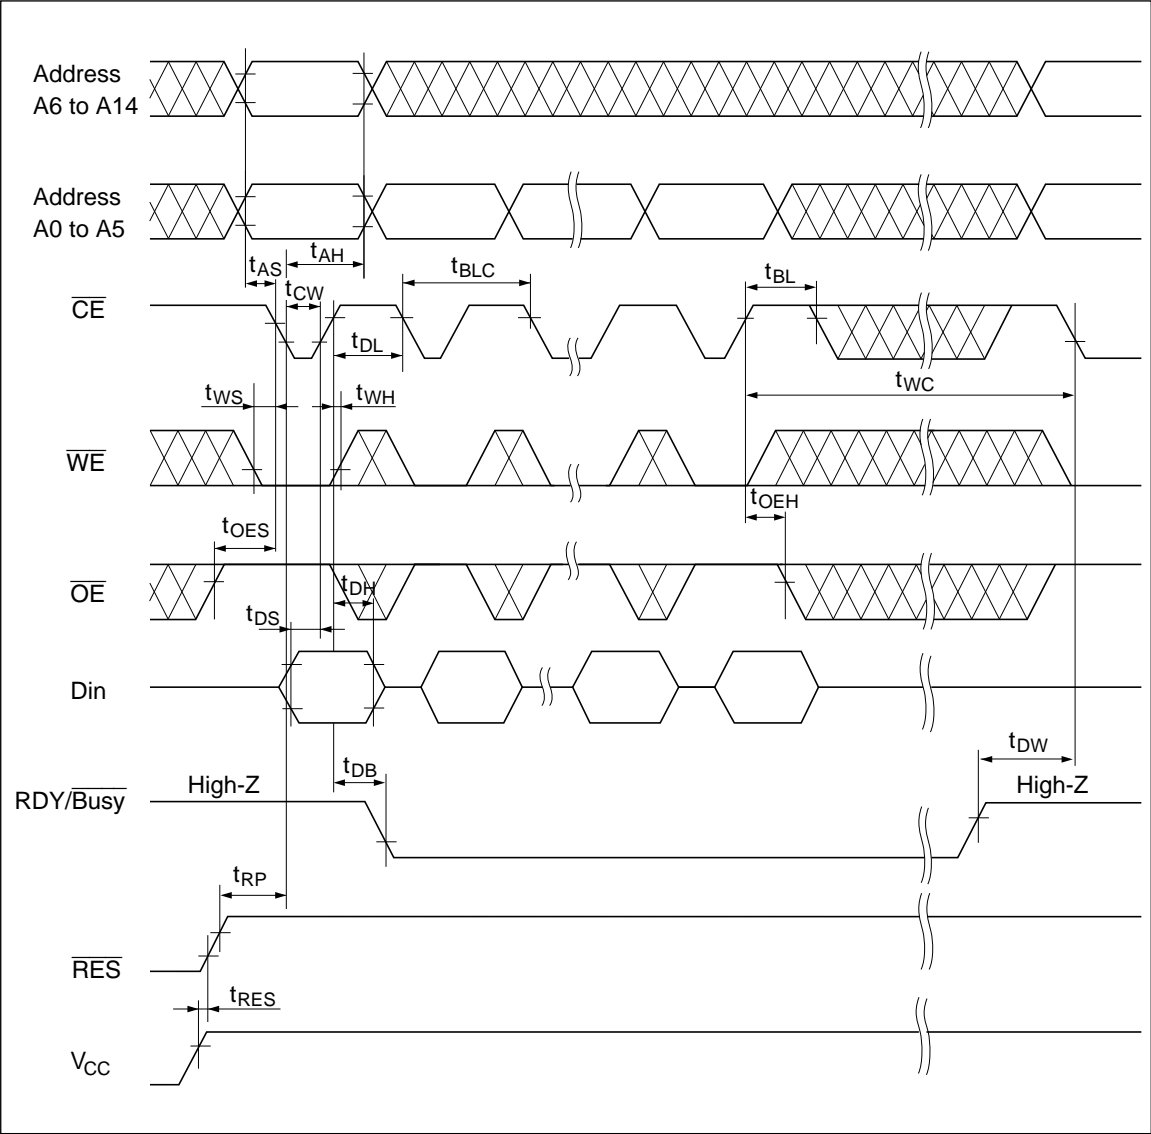 Address
A6 to A14
Address
A0 to A5
tAH
tAS
tBLC
tBL
tCW
CE
tDL
tWC
tWS
tWH
WE
tOEH
tOES
OE
tDH
tDS
Din
tDW
tDB
High-Z
High-Z
RDY/Busy
tRP
RES
tRES
VCC